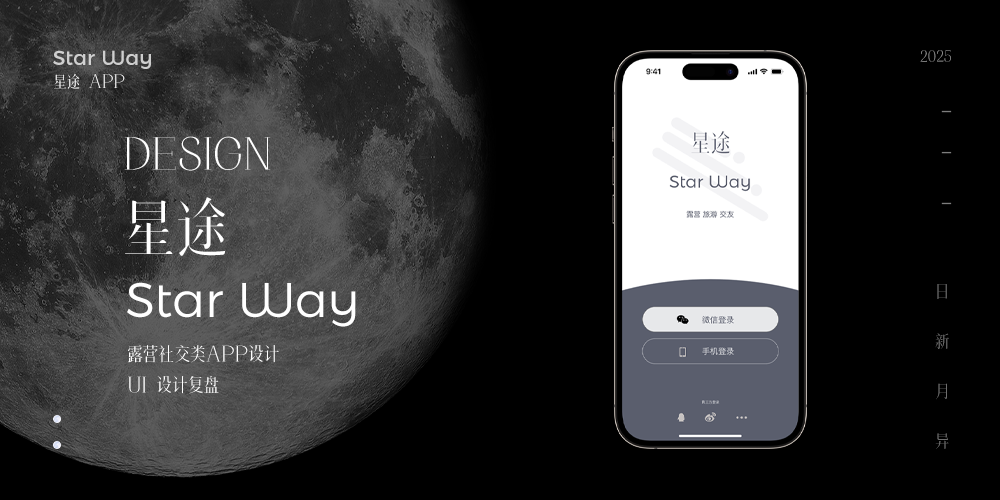 Star Way
星途 APP
DESIGN
星途
Star Way
露营社交类APP设计
UI 设计复盘
9:41
星途
Star Way
露营 旅游 交友
微信登录
手机登录
2025
日
新
月
异